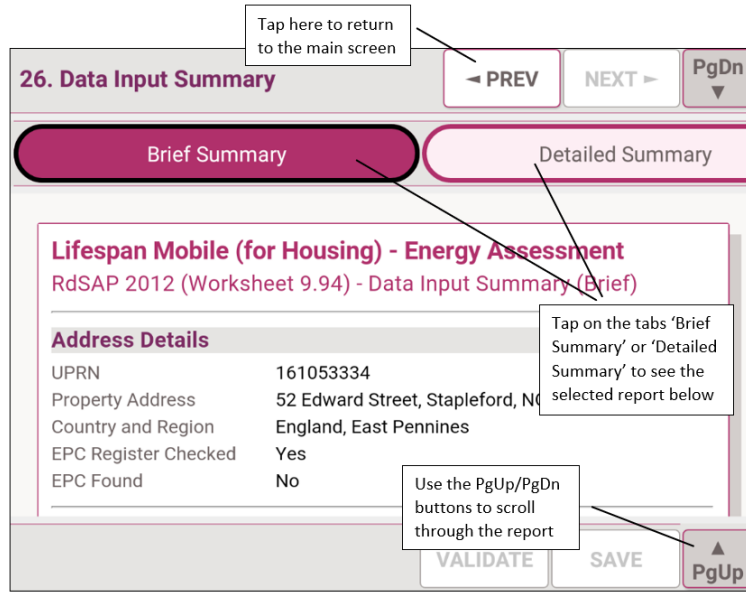 Tap here to return
to the main screen
26. Data Input Summary
◄ PREV
NEXT ►
PgDn
▼
Brief Summary
Detailed Summary
Lifespan Mobile (for Housing) - Energy Assessment
RdSAP 2012 (Worksheet 9.94) - Data Input Summary (Brief)
Tap on the tabs ‘Brief
Summary’ or ‘Detailed
Summary’ to see the
selected report below
Address Details
UPRN 161053334
Property Address 52 Edward Street, Stapleford,
Country and Region England, East Pennines
EPC Register Checked Yes
EPC Found No
Use the PgUp/PgDn
buttons to scroll
through the report
VALIDATE
SAVE
▲
PgUp